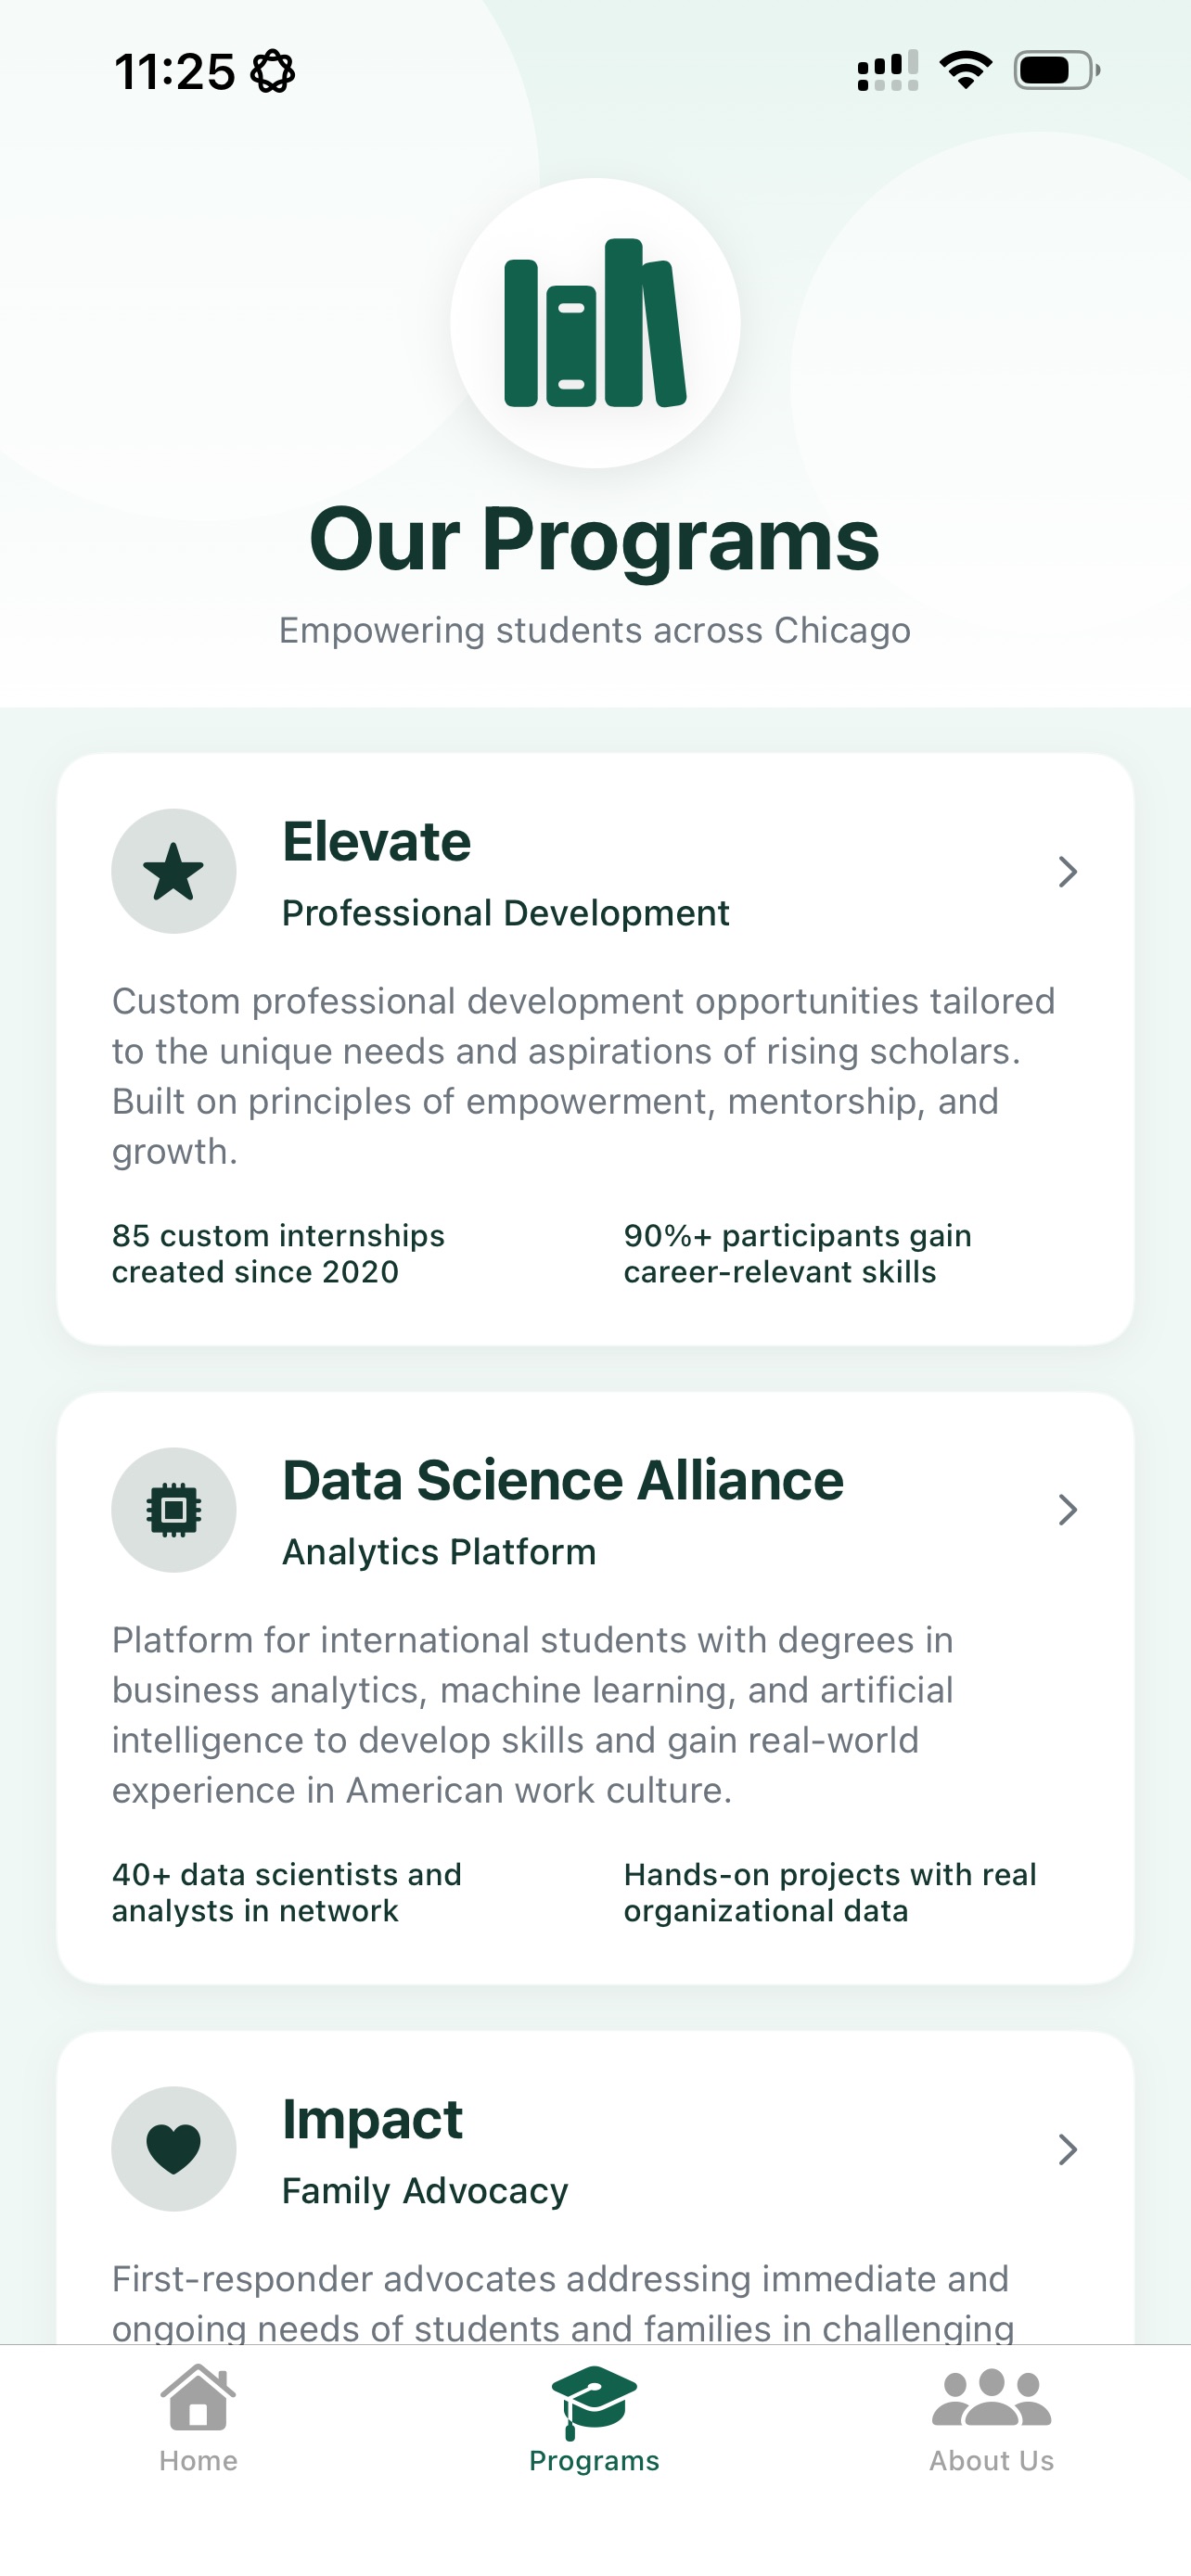 11:25
Our Programs
Empowering students across Chicago
Elevate
Professional Development
Custom professional development opportunities tailored
to the unique needs and aspirations of rising scholars.
Built on principles of empowerment, mentorship, and
growth.
85 custom internships
created since 2020
90%+ participants gain
career-relevant skills
Data Science Alliance
Analytics Platform
Platform for international students with degrees in
business analytics, machine learning, and artificial
intelligence to develop skills and gain real-world
experience in American work culture.
40+ data scientists and
analysts in network
Hands-on projects with real
organizational data
Impact
Family Advocacy
First-responder advocates addressing immediate and
ongoing needs of students and families in challenging
Home
Programs
About Us